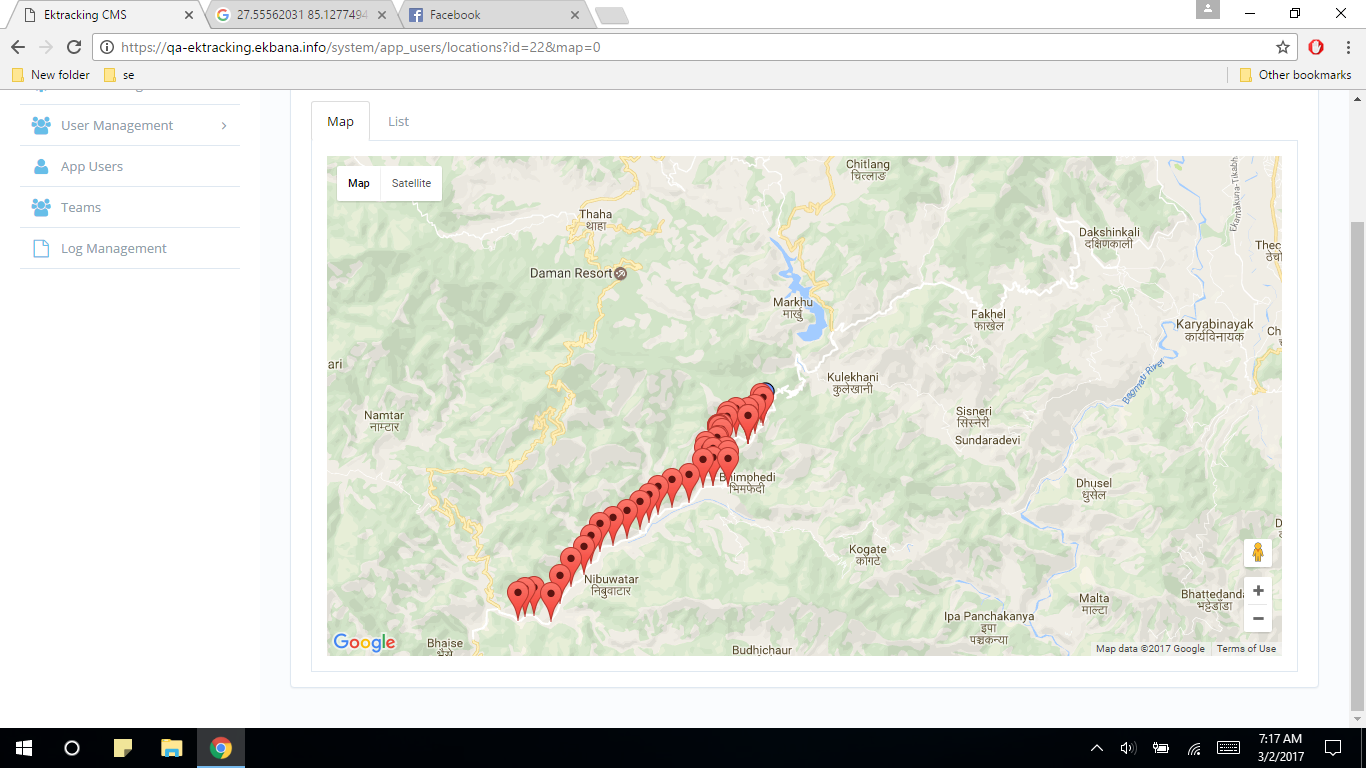 Ektracking CMS
27.55562031 85.1277494
Facebook
https://qa-ektracking.ekbana.info/system/app_users/locations?id=22&map=0
New folder
se
Other bookmarks
User Management
App Users
Teams
Log Management
Map
List
Map
Satellite
Chitlang
चित्लाङ
Thaha
थाहा
Daman Resort
Markhu
मार्खु
Dakshinkali
दक्षिणकाली
Ekantakuna-Tikabh
Thec
ठेचो
Fakhel
फाखेल
Karyabinayak
कार्यविनायक
Ch
Bagmati River
ari
Kulekhani
कुलेखानी
Namtar
नाम्टार
Sisneri
सिस्नेरी
Sundaradevi
Bhimphedi
भिमफेदी
Dhusel
धुसेल
Kogate
कोगटे
Nibuwatar
निबुवाटार
Malta
माल्टा
Bhattedanda
भट्टेडाँडा
Ipa Panchakanya
इपा
पञ्चकन्या
Bhaise
भैसे
Budhichaur
Google
Map data ©2017 Google
Terms of Use
7:17 AM
3/2/2017